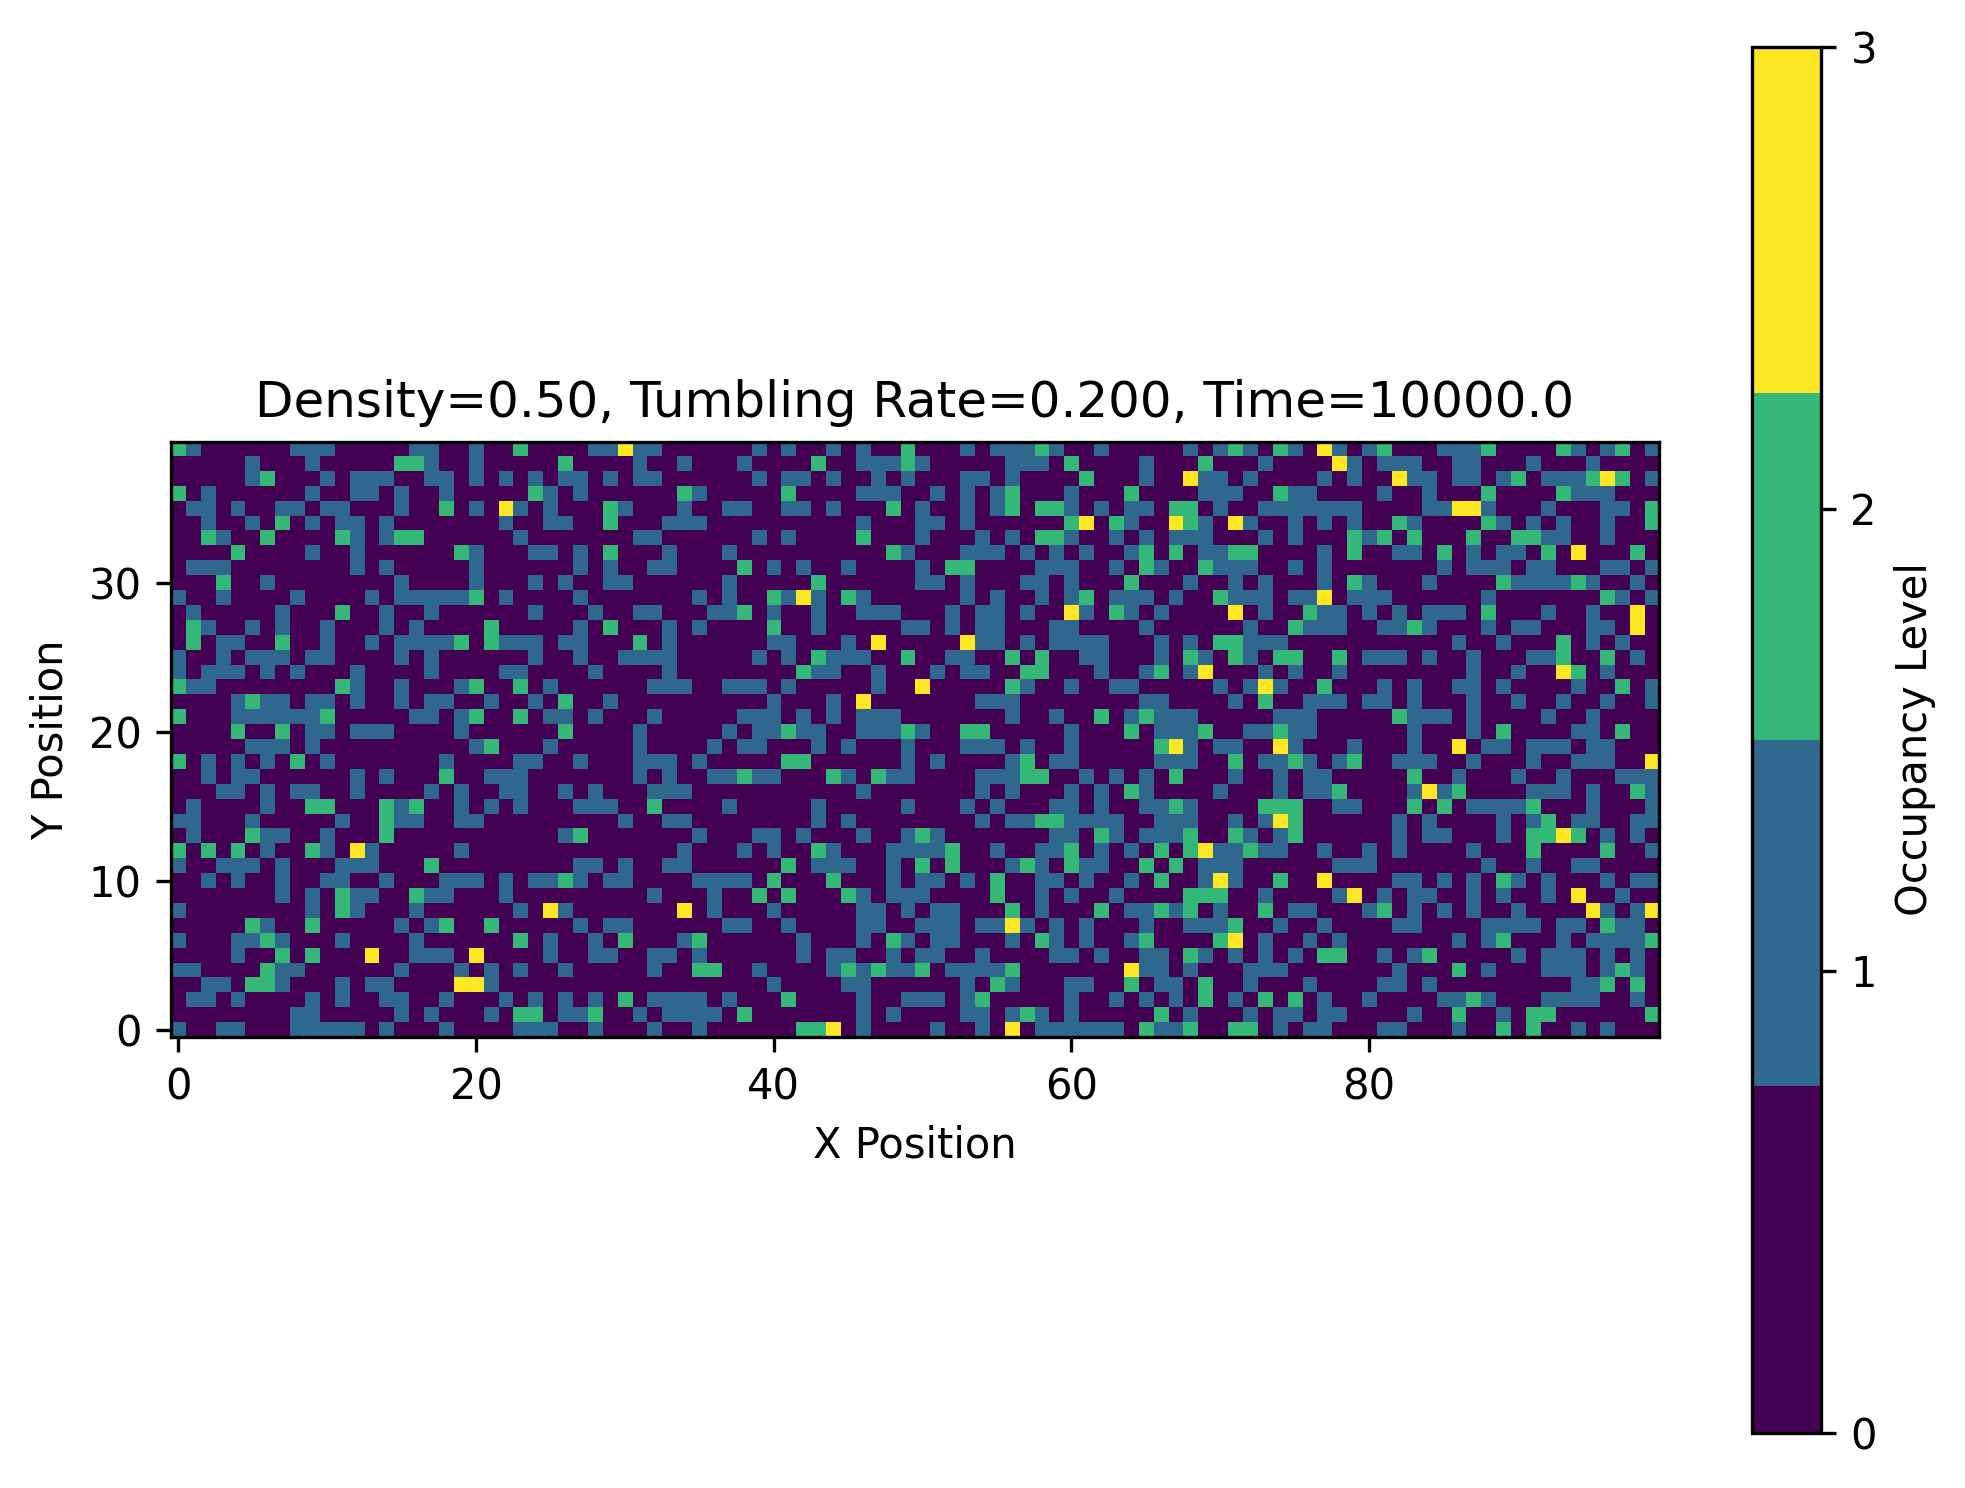 Density=0.50, Tumbling Rate=0.200, Time=10000.0
3
2
1
0
Occupancy Level
30
20
10
0
Y Position
0 20 40 60 80
X Position